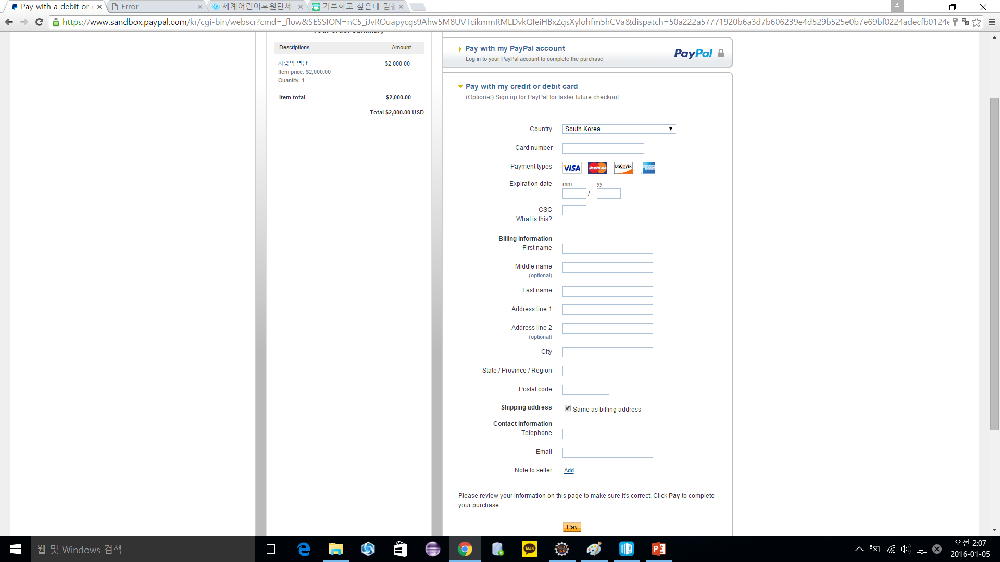 Pay with a debit or
Error
세계어린이후원단체
기부하고 싶은데 믿을
https://www.sandbox.paypal.com/kr/cgi-bin/webscr?cmd=_flow&SESSION=nC5_iJvROuapycgs9Ahw5M8UVTcikmmRMLDvkQIeiHBxZgsXylohfm5hCVa&dispatch=50a222a57771920b6a3d7b606239e4d529b525e0b7e69bf0224adecfb0124e
Your Order Summary
Descriptions Amount
사랑의 연탄 $2,000.00
Item price: $2,000.00
Quantity: 1
Item total $2,000.00
Total $2,000.00 USD
Pay with my PayPal account
Log in to your PayPal account to complete the purchase
PayPal
Pay with my credit or debit card
(Optional) Sign up for PayPal for faster future checkout
Country South Korea
Card number
Payment types VISA MasterCard DISCOVER
Expiration date mm yy
/
CSC
What is this?
Billing information
First name
Middle name
(optional)
Last name
Address line 1
Address line 2
(optional)
City
State / Province / Region
Postal code
Shipping address Same as billing address
Contact information
Telephone
Email
Note to seller Add
Please review your information on this page to make sure it's correct. Click Pay to complete
your purchase.
Pay
웹 및 Windows 검색
TALK
오전 2:07
2016-01-05